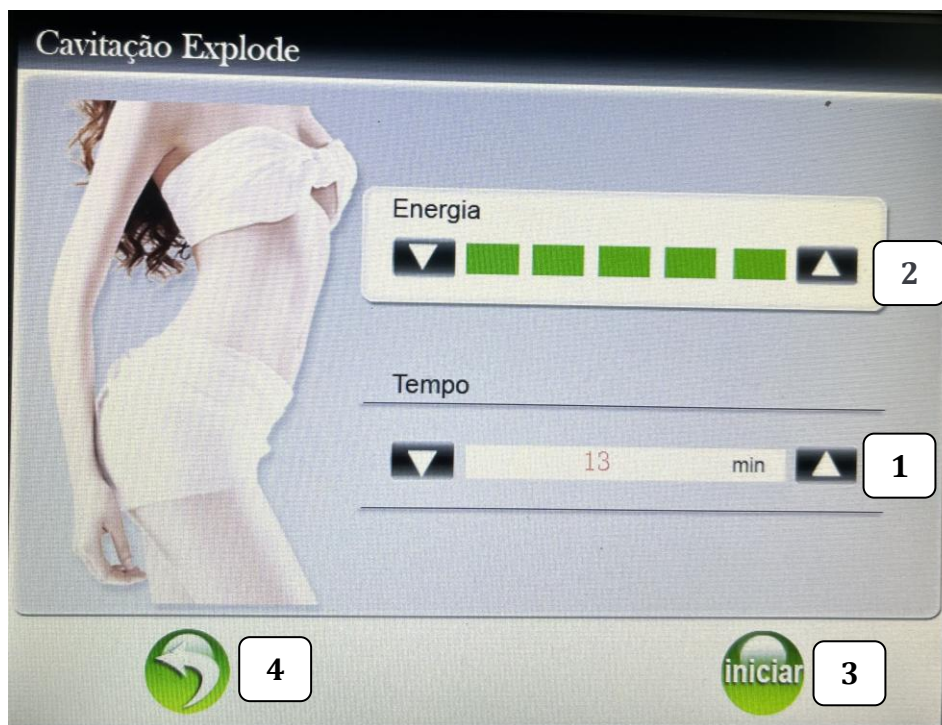 Cavitação Explode
Energia
2
Tempo
13 min
1
4
iniciar
3